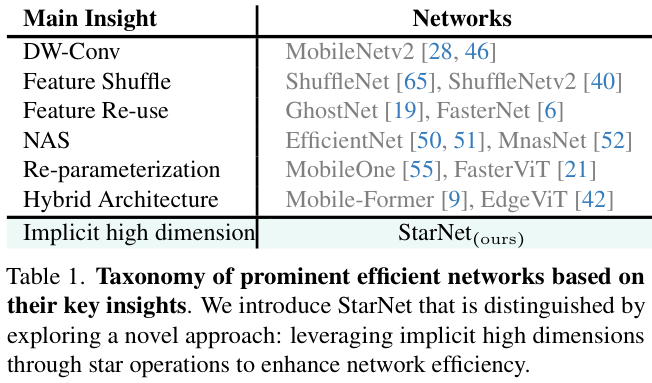 Main Insight Networks
DW-Conv MobileNetv2 [28, 46]
Feature Shuffle ShuffleNet [65], ShuffleNetv2 [40]
Feature Re-use GhostNet [19], FasterNet [6]
NAS EfficientNet [50, 51], MnasNet [52]
Re-parameterization MobileOne [55], FasterViT [21]
Hybrid Architecture Mobile-Former [9], EdgeViT [42]
Implicit high dimension StarNet(ours)
Table 1. Taxonomy of prominent efficient networks based on
their key insights. We introduce StarNet that is distinguished by
exploring a novel approach: leveraging implicit high dimensions
through star operations to enhance network efficiency.